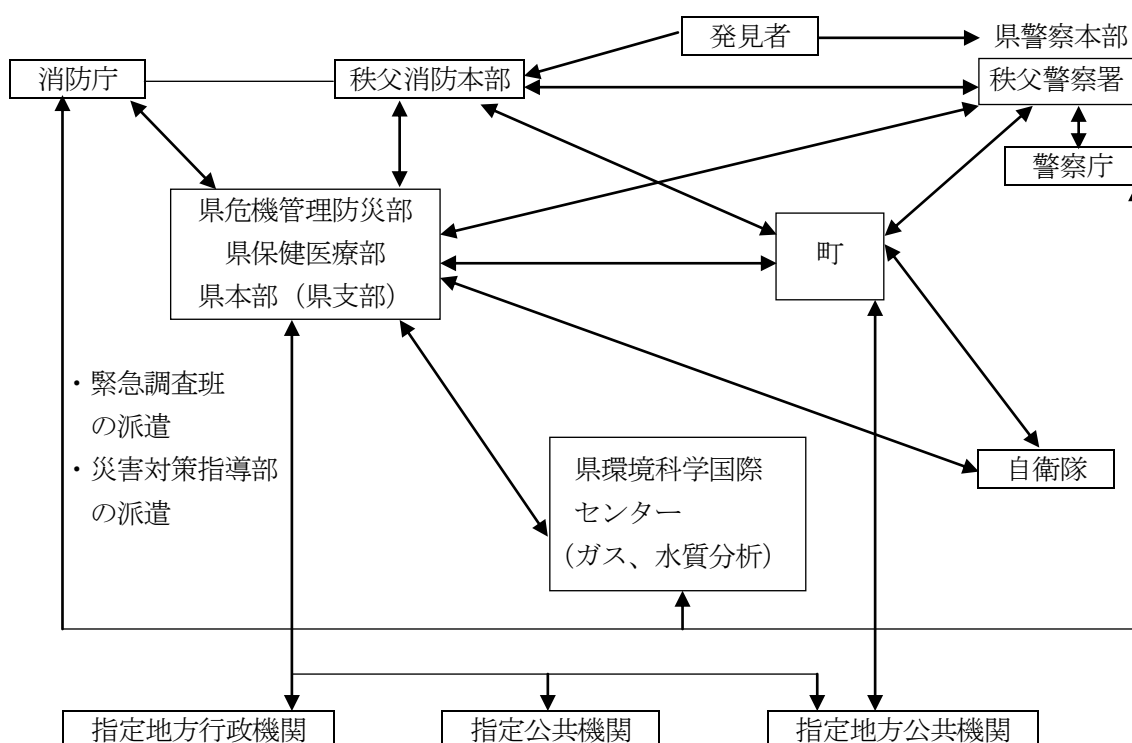 発見者
県警察本部
消防庁
秩父消防本部
秩父警察署
警察庁
県危機管理防災部
県保健医療部
県本部（県支部）
町
・緊急調査班
の派遣
・災害対策指導部
の派遣
県環境科学国際
センター
（ガス、水質分析）
自衛隊
指定地方行政機関
指定公共機関
指定地方公共機関